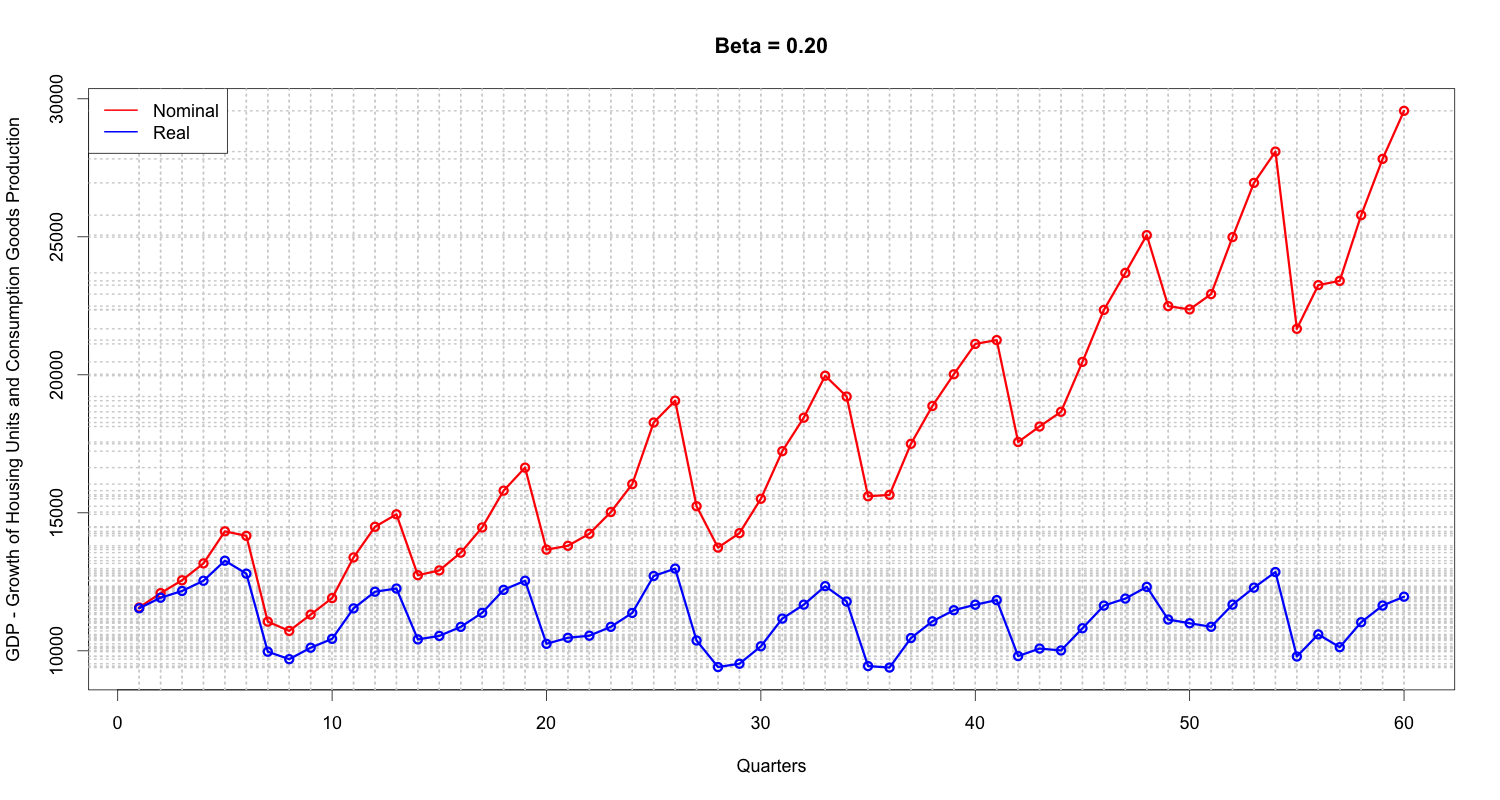 Beta = 0.20
Nominal
Real
GDP - Growth of Housing Units and Consumption Goods Production
30000
25000
20000
15000
10000
0 10 20 30 40 50 60
Quarters